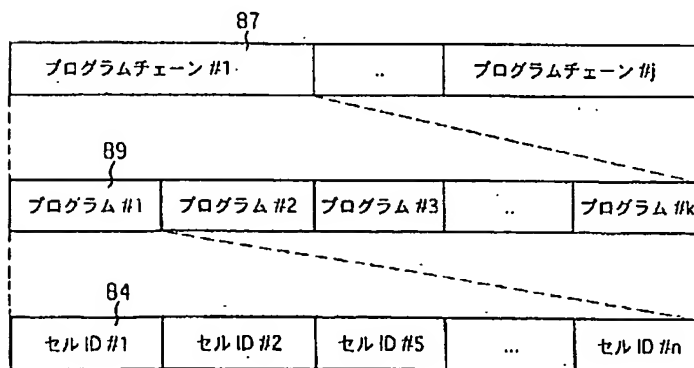 87
プログラムチェーン #1 .. プログラムチェーン #j
89
プログラム #1 プログラム #2 プログラム #3 .. プログラム #k
84
セル ID #1 セル ID #2 セル ID #5 ... セル ID #n